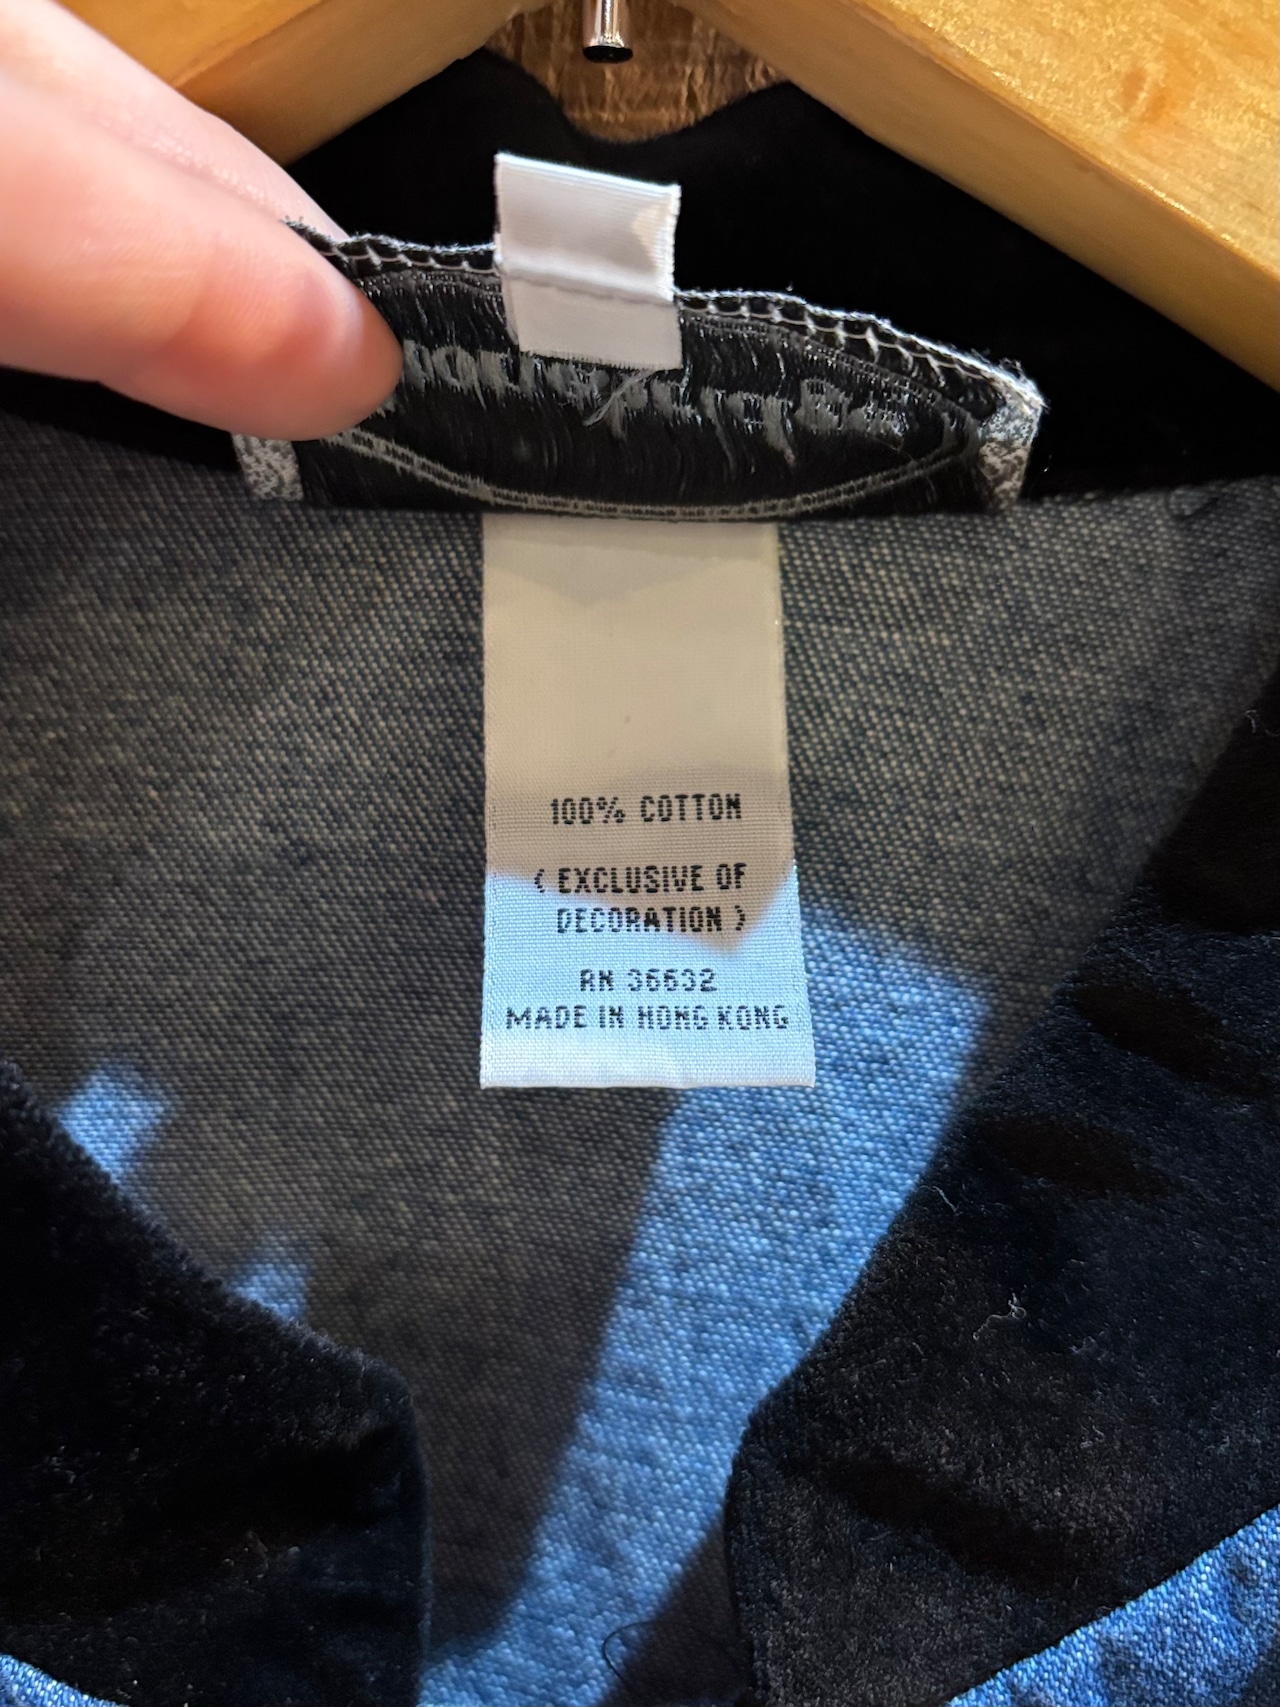 100% COTTON
( EXCLUSIVE OF
DECORATION )
RN 36632
MADE IN HONG KONG